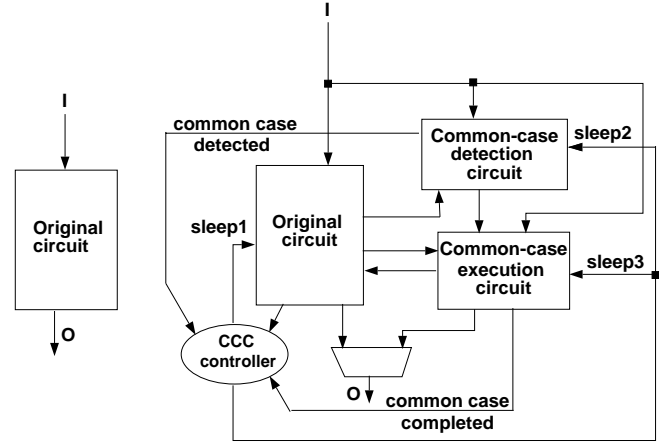 I
I
common case
detected
Common-case
detection
circuit
sleep2
Original
circuit
sleep1
Original
circuit
Common-case
execution
circuit
sleep3
O
CCC
controller
O
common case
completed